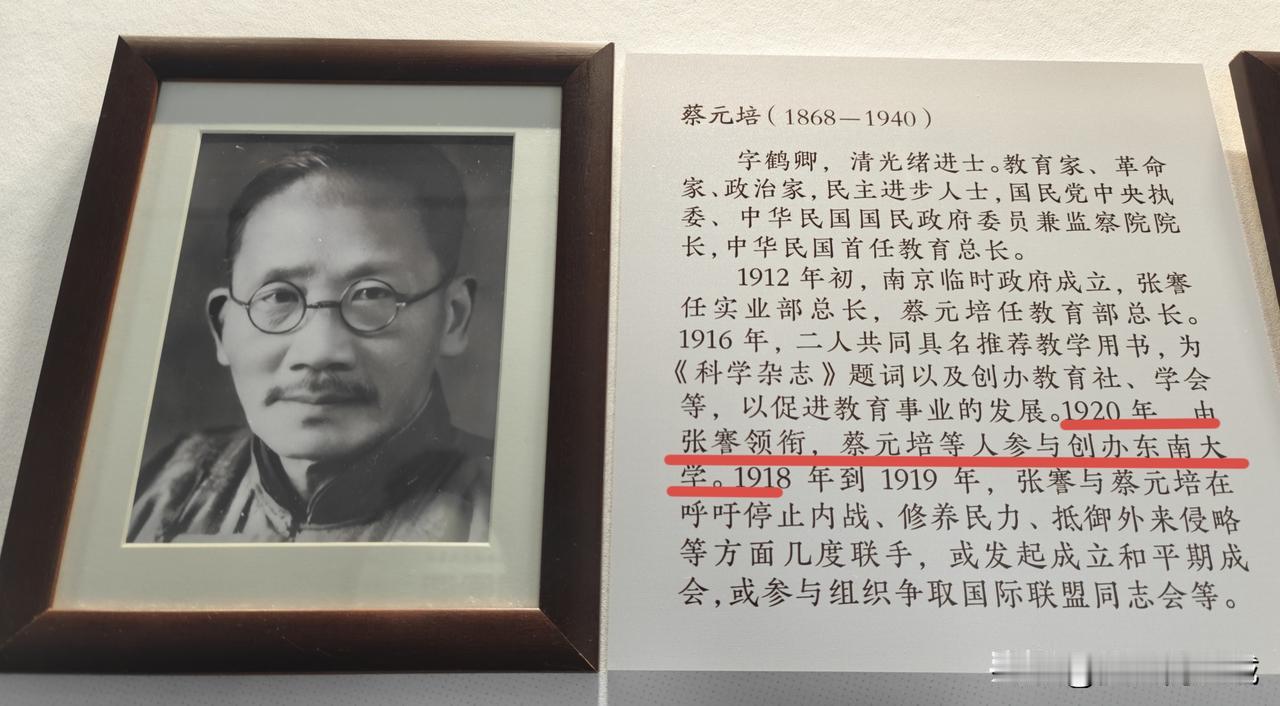 蔡元培（1868—1940）
字鹤卿，清光绪进士。教育家、革命
家、政治家，民主进步人士，国民党中央执
委、中华民国国民政府委员兼监察院院
长，中华民国首任教育总长。
1912 年初，南京临时政府成立，张謇
任实业部总长，蔡元培任教育部总长。
1916 年，二人共同具名推荐教学用书，为
《科学杂志》题词以及创办教育社、学会
等，以促进教育事业的发展。1920 年，由
张謇领衔，蔡元培等人参与创办东南大
学。1918 年到 1919 年，张謇与蔡元培在
呼吁停止内战、修养民力、抵御外来侵略
等方面几度联手，或发起成立和平期成
会，或参与组织争取国际联盟同志会等。